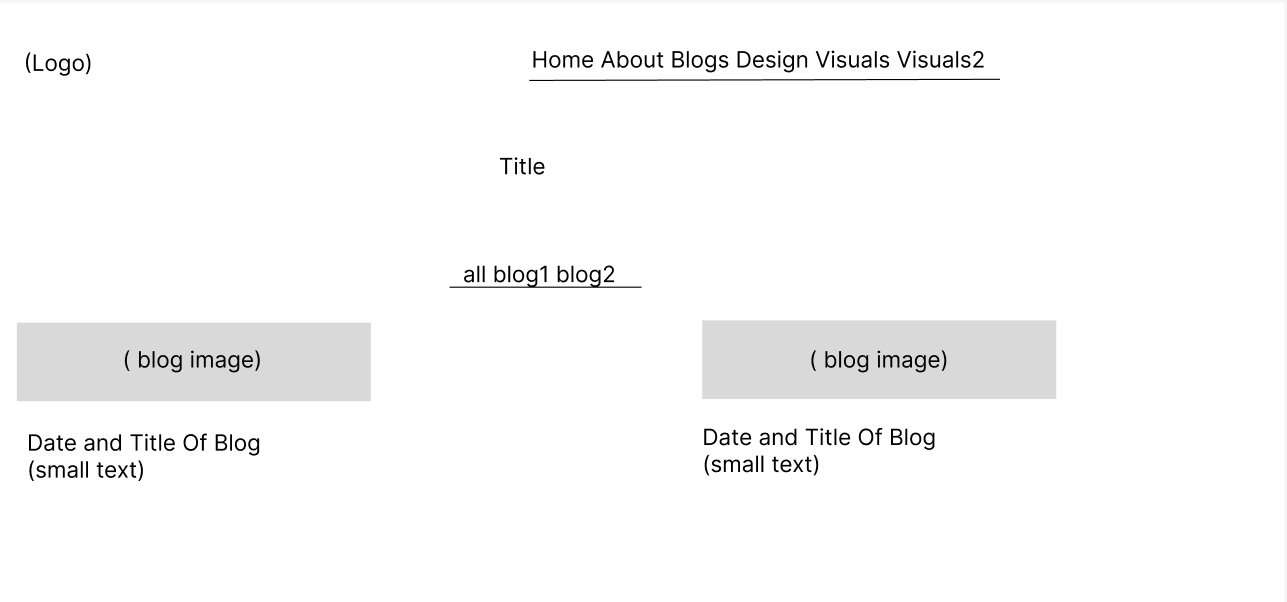 (Logo)
Home About Blogs Design Visuals Visuals2
Title
all blog1 blog2
( blog image)
( blog image)
Date and Title Of Blog
(small text)
Date and Title Of Blog
(small text)